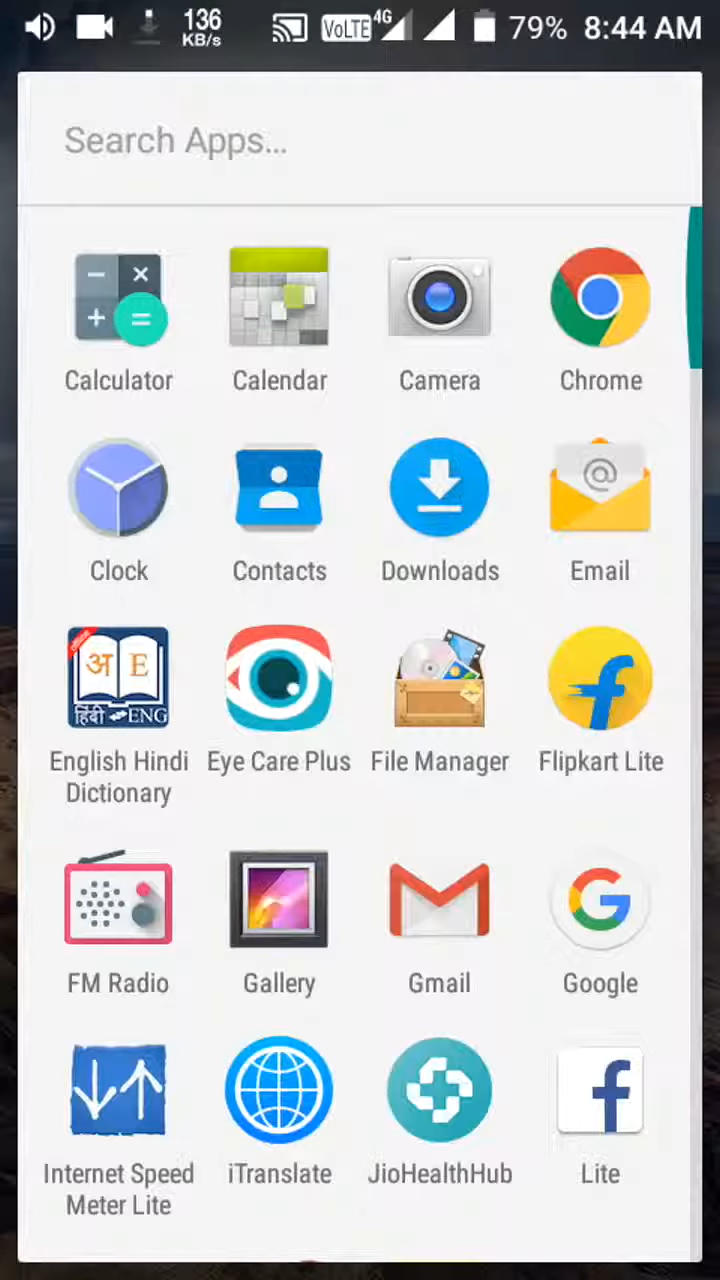 136
KB/s
VoLTE
4G
79%
8:44 AM
Search Apps...
Calculator
Calendar
Camera
Chrome
Clock
Contacts
Downloads
@
Email
अ E
हिंदी ENG
English Hindi
Dictionary
Eye Care Plus
File Manager
f
Flipkart Lite
FM Radio
Gallery
M
Gmail
G
Google
Internet Speed
Meter Lite
iTranslate
JioHealthHub
f
Lite